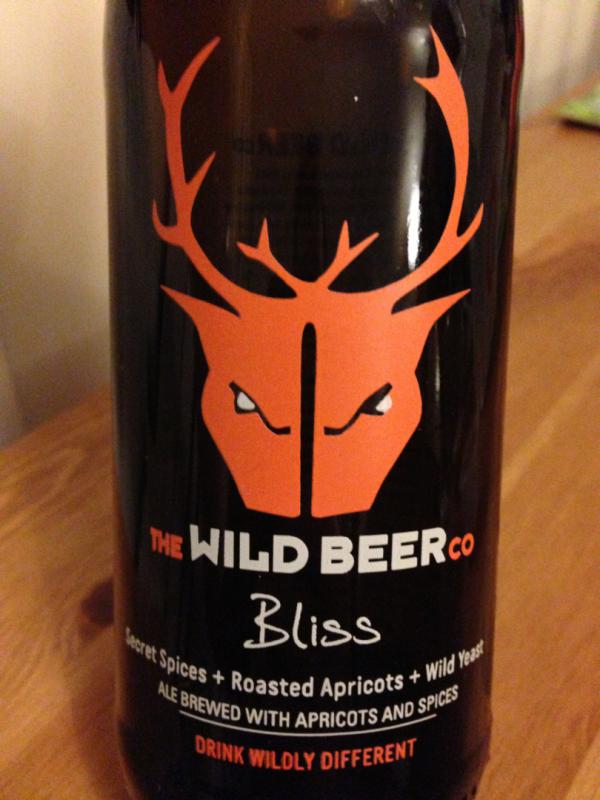 THE WILD BEER CO
Bliss
Secret Spices + Roasted Apricots + Wild Yeast
ALE BREWED WITH APRICOTS AND SPICES
DRINK WILDLY DIFFERENT